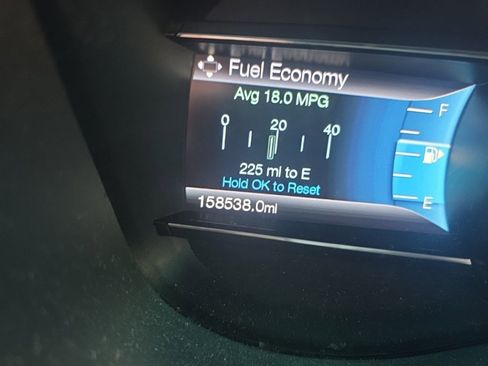 Fuel Economy
Avg 18.0 MPG
0 20 40
225 mi to E
Hold OK to Reset
158538.0mi
F
E